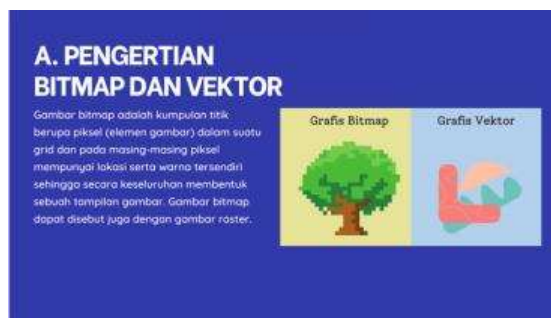 A. PENGERTIAN
BITMAP DAN VEKTOR
Gambar bitmap adalah kumpulan titik
berupa piksel (elemen gambar) dalam suatu
grid dan pada masing-masing piksel
mempunyai lokasi serta warna tersendiri
sehingga secara keseluruhan membentuk
sebuah tampilan gambar. Gambar bitmap
dapat disebut juga dengan gambar raster.
Grafis Bitmap
Grafis Vektor